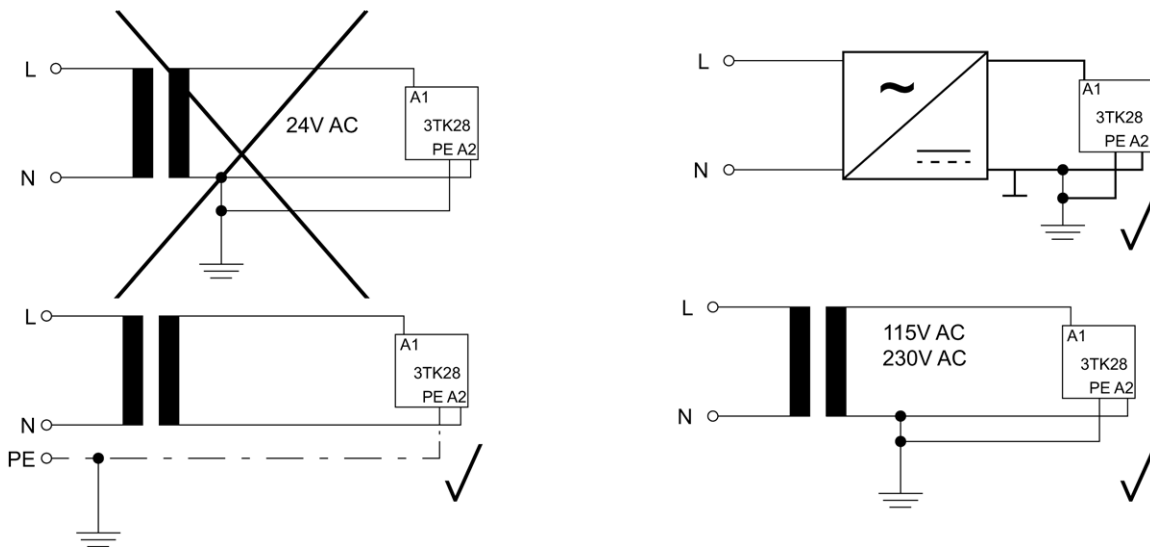 L
N
24V AC
A1
3TK28
PE A2
L
N
~
A1
3TK28
PE A2
L
N
PE
A1
3TK28
PE A2
L
N
115V AC
230V AC
A1
3TK28
PE A2